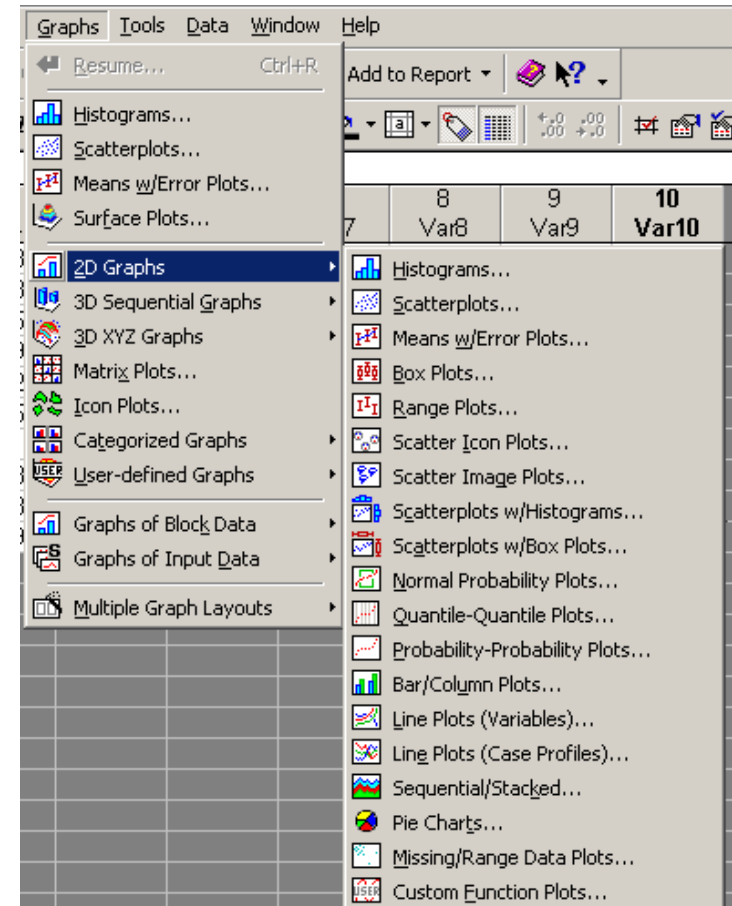 Graphs Tools Data Window Help
Resume... Ctrl+R
Add to Report
Histograms...
Scatterplots...
Means w/Error Plots...
Surface Plots...
7 8 9 10
Var8 Var9 Var10
2D Graphs
3D Sequential Graphs
3D XYZ Graphs
Matrix Plots...
Icon Plots...
Categorized Graphs
User-defined Graphs
Graphs of Block Data
Graphs of Input Data
Multiple Graph Layouts
Histograms...
Scatterplots...
Means w/Error Plots...
Box Plots...
Range Plots...
Scatter Icon Plots...
Scatter Image Plots...
Scatterplots w/Histograms...
Scatterplots w/Box Plots...
Normal Probability Plots...
Quantile-Quantile Plots...
Probability-Probability Plots...
Bar/Column Plots...
Line Plots (Variables)...
Line Plots (Case Profiles)...
Sequential/Stacked...
Pie Charts...
Missing/Range Data Plots...
Custom Function Plots...